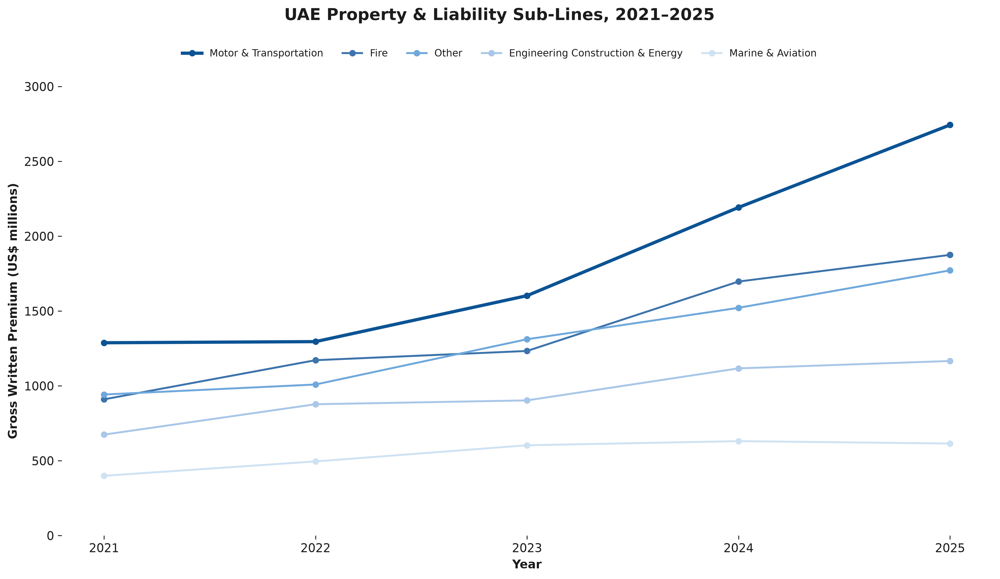 UAE Property & Liability Sub-Lines, 2021–2025
Motor & Transportation Fire Other Engineering Construction & Energy Marine & Aviation
Gross Written Premium (US$ millions)
3000
2500
2000
1500
1000
500
0
2021 2022 2023 2024 2025
Year